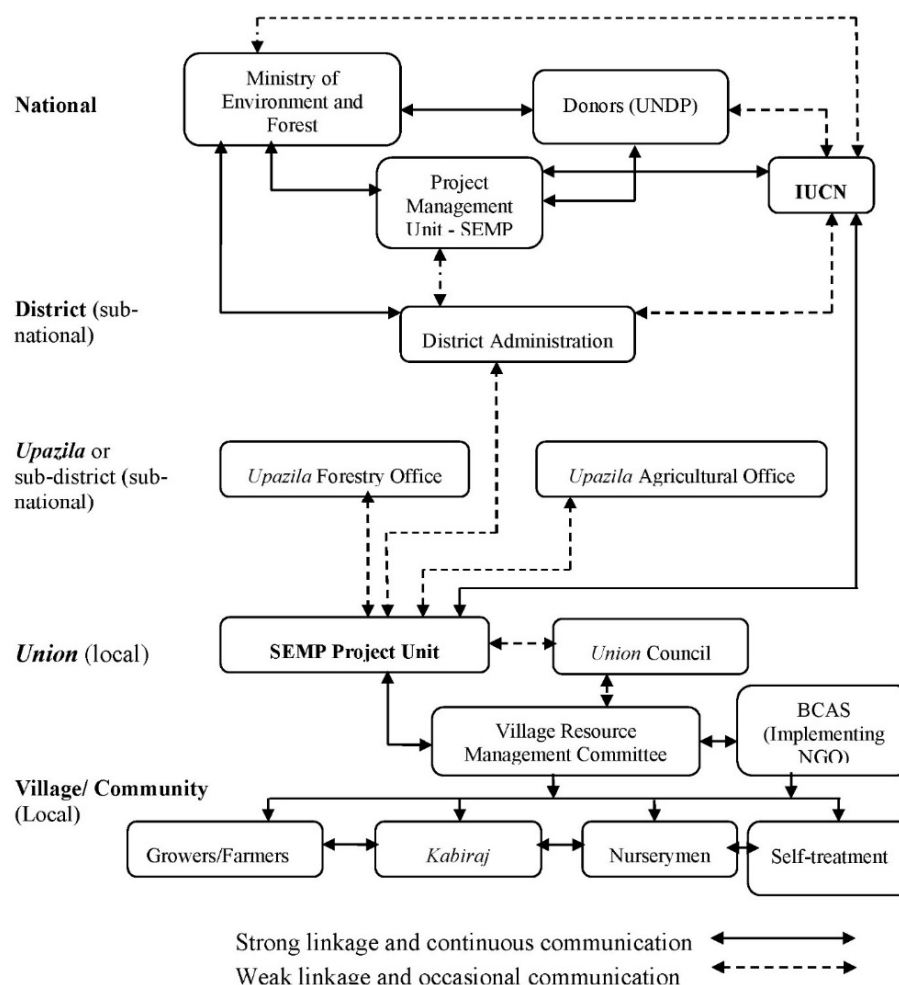 National
Ministry of
Environment and
Forest
Donors (UNDP)
Project
Management
Unit - SEMP
IUCN
District (sub-
national)
District Administration
Upazila or
sub-district (sub-
national)
Upazila Forestry Office
Upazila Agricultural Office
Union (local)
SEMP Project Unit
Union Council
Village Resource
Management Committee
BCAS
(Implementing
NGO)
Village/ Community
(Local)
Growers/Farmers
Kabiraj
Nurserymen
Self-treatment
Strong linkage and continuous communication
Weak linkage and occasional communication